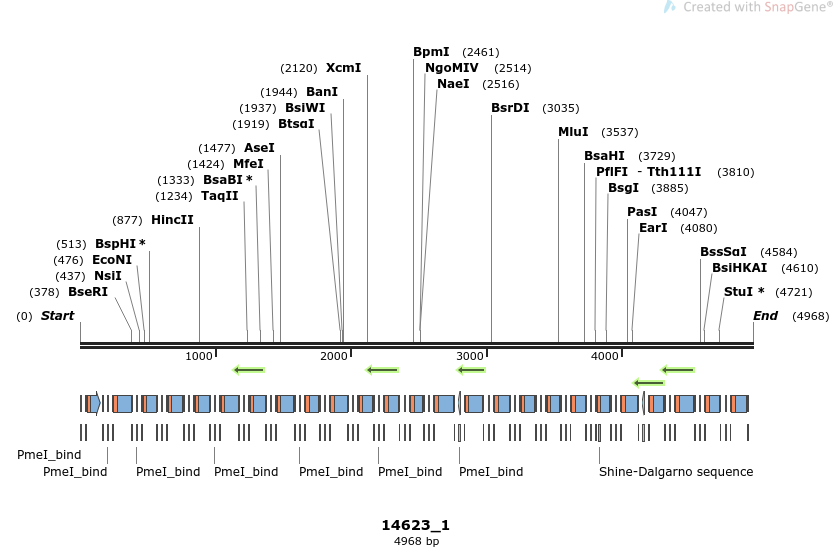 Created with SnapGene®
BpmI (2461)
(2120) XcmI
NgoMIV (2514)
NaeI (2516)
(1944) BanI
(1937) BsiWI
BsrDI (3035)
(1919) BtsαI
MluI (3537)
(1477) AseI
BsaHI (3729)
(1424) MfeI
PflFI - Tth111I (3810)
(1333) BsaBI *
BsgI (3885)
(1234) TaqII
PasI (4047)
(877) HincII
EarI (4080)
(513) BspHI *
BssSαI (4584)
(476) EcoNI
BsiHKAI (4610)
(437) NsiI
(378) BseRI
StuI * (4721)
(0) Start
End (4968)
1000 2000 3000 4000
PmeI_bind
PmeI_bind PmeI_bind PmeI_bind PmeI_bind PmeI_bind PmeI_bind Shine-Dalgarno sequence
14623_1
4968 bp